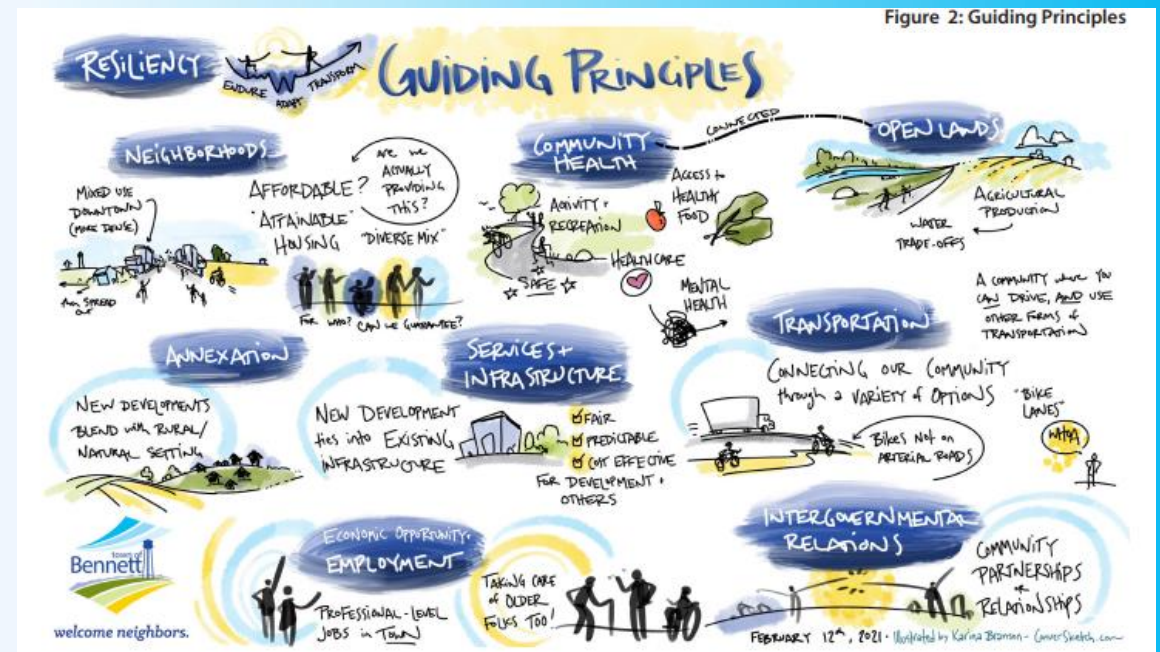 Figure 2: Guiding Principles
RESILIENCY
ENDURE
ADAPT
TRANSFORM
GUIDING PRINCIPLES
NEIGHBORHOODS
MIXED USE
DOWNTOWN
(MORE DENSE)
then SPREAD
out
AFFORDABLE?
"ATTAINABLE"
HOUSING
ARE we
ACTUALLY
PROVIDING
THIS?
"DIVERSE MIX"
FOR WHO? CAN WE GUARANTEE?
COMMUNITY
HEALTH
CONNECTED
ACTIVITY +
RECREATION
SAFE
ACCESS to
HEALTHY
FOOD
HEALTHCARE
MENTAL
HEALTH
OPEN LANDS
AGRICULTURAL
PRODUCTION
WATER
TRADE-OFFS
ANNEXATION
NEW DEVELOPMENTS
BLEND with RURAL/
NATURAL SETTING
SERVICES +
INFRASTRUCTURE
NEW DEVELOPMENT
ties into EXISTING
INFRASTRUCTURE
FAIR
PREDICTABLE
COST EFFECTIVE
FOR DEVELOPMENT +
OTHERS
TRANSPORTATION
A COMMUNITY where YOU
CAN DRIVE, AND USE
OTHER FORMS of
TRANSPORTATION
CONNECTING OUR COMMUNITY
through a VARIETY of OPTIONS
Bikes Not on
ARTERIAL ROADS
"BIKE
LANES"
WHOA
town of
Bennett
welcome neighbors.
ECONOMIC OPPORTUNITY +
EMPLOYMENT
PROFESSIONAL-LEVEL
JOBS in TOWN
TAKING CARE
of OLDER
FOLKS TOO!
INTERGOVERNMENTAL
RELATIONS
COMMUNITY
PARTNERSHIPS
+
RELATIONSHIPS
FEBRUARY 12th, 2021 · Illustrated by Karina Branson - ConverSketch.com